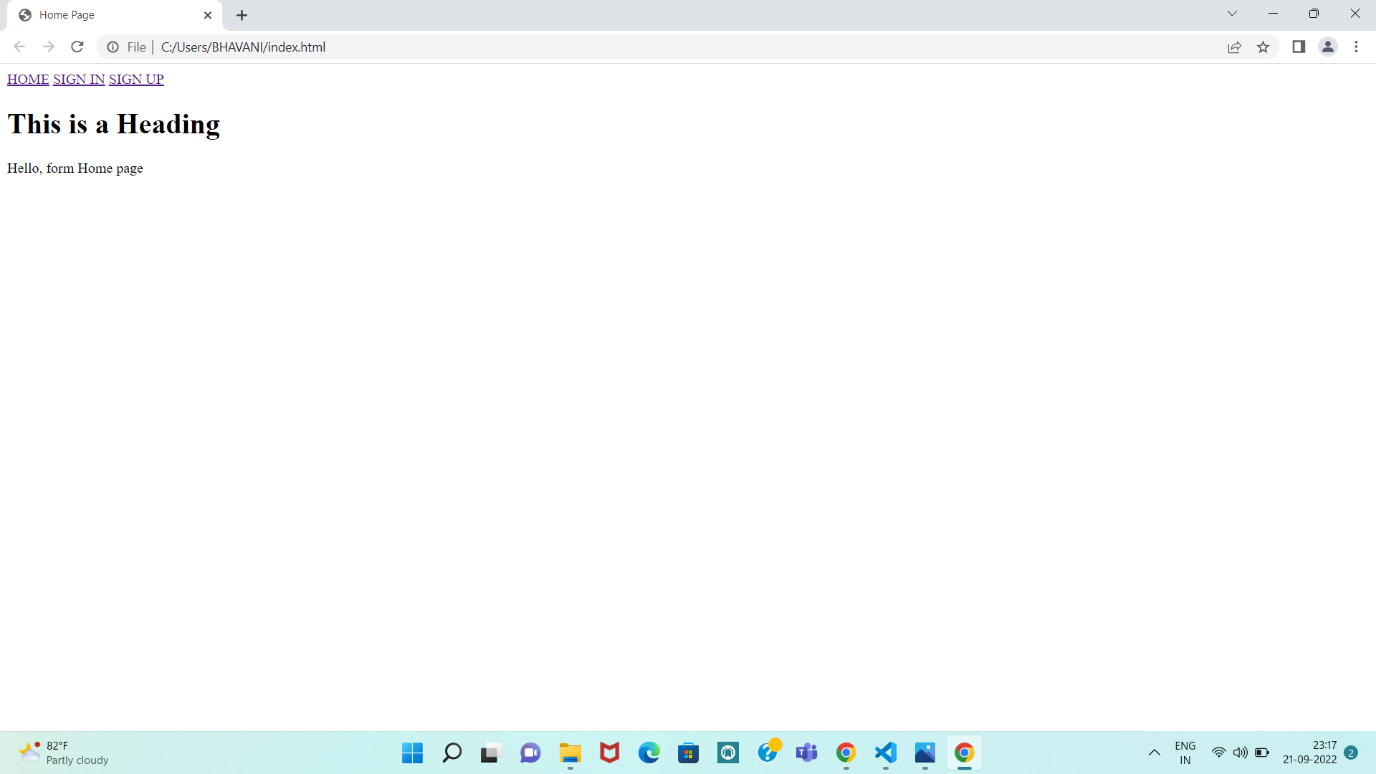 Home Page
File | C:/Users/BHAVANI/index.html
HOME SIGN IN SIGN UP
This is a Heading
Hello, form Home page
82°F
Partly cloudy
ENG
IN
23:17
21-09-2022
2